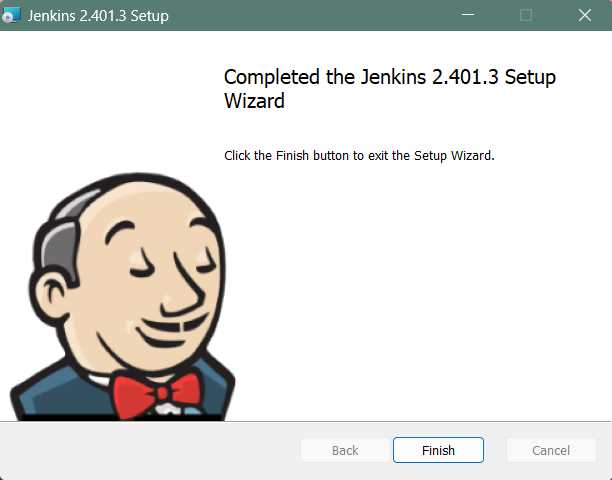 Jenkins 2.401.3 Setup
Completed the Jenkins 2.401.3 Setup
Wizard
Click the Finish button to exit the Setup Wizard.
Back
Finish
Cancel